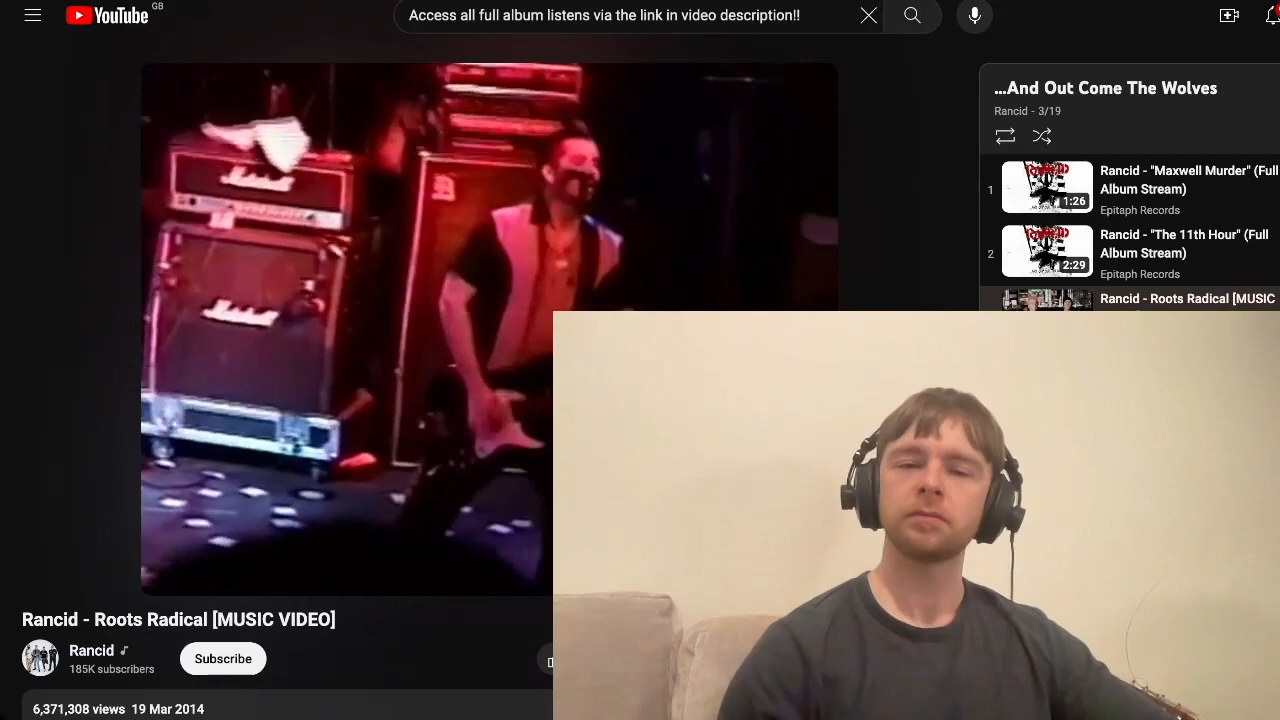 YouTube GB
Access all full album listens via the link in video description!!
...And Out Come The Wolves
Rancid - 3/19
1
1:26
Rancid - "Maxwell Murder" (Full
Album Stream)
Epitaph Records
2
2:29
Rancid - "The 11th Hour" (Full
Album Stream)
Epitaph Records
Rancid - Roots Radical [MUSIC
Marshall
Marshall
Rancid - Roots Radical [MUSIC VIDEO]
Rancid
185K subscribers
Subscribe
6,371,308 views 19 Mar 2014